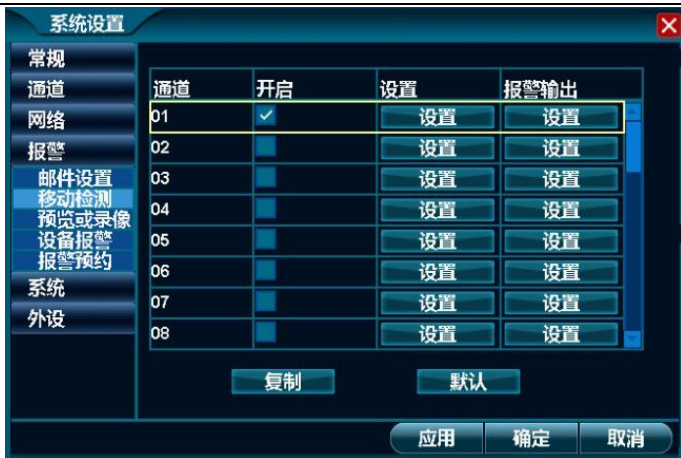 系统设置
常规
通道
网络
报警
邮件设置
移动检测
预览或录像
设备报警
报警预约
系统
外设
通道 开启 设置 报警输出
01 设置 设置
02 设置 设置
03 设置 设置
04 设置 设置
05 设置 设置
06 设置 设置
07 设置 设置
08 设置 设置
复制 默认
应用 确定 取消